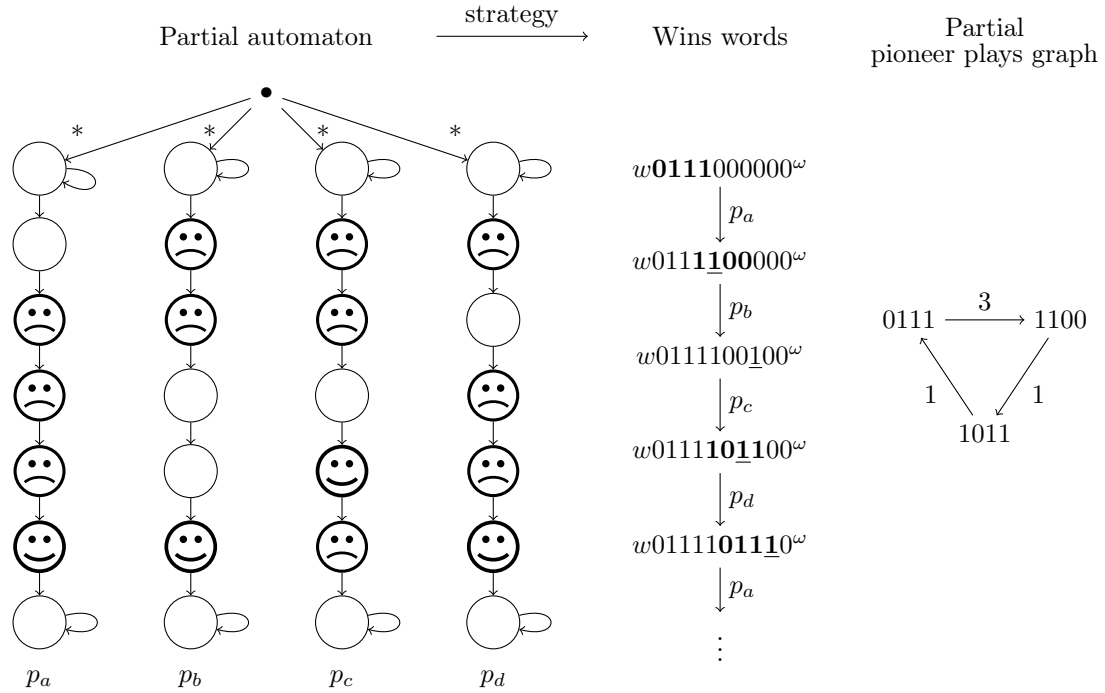 Partial automaton
strategy
Wins words
Partial
pioneer plays graph
* * * *
w0111000000^ω
p_a
w0111100000^ω
p_b
w0111100100^ω
p_c
w0111101100^ω
p_d
w0111101110^ω
p_a
⋮
0111 3 1100
1 1
1011
p_a p_b p_c p_d